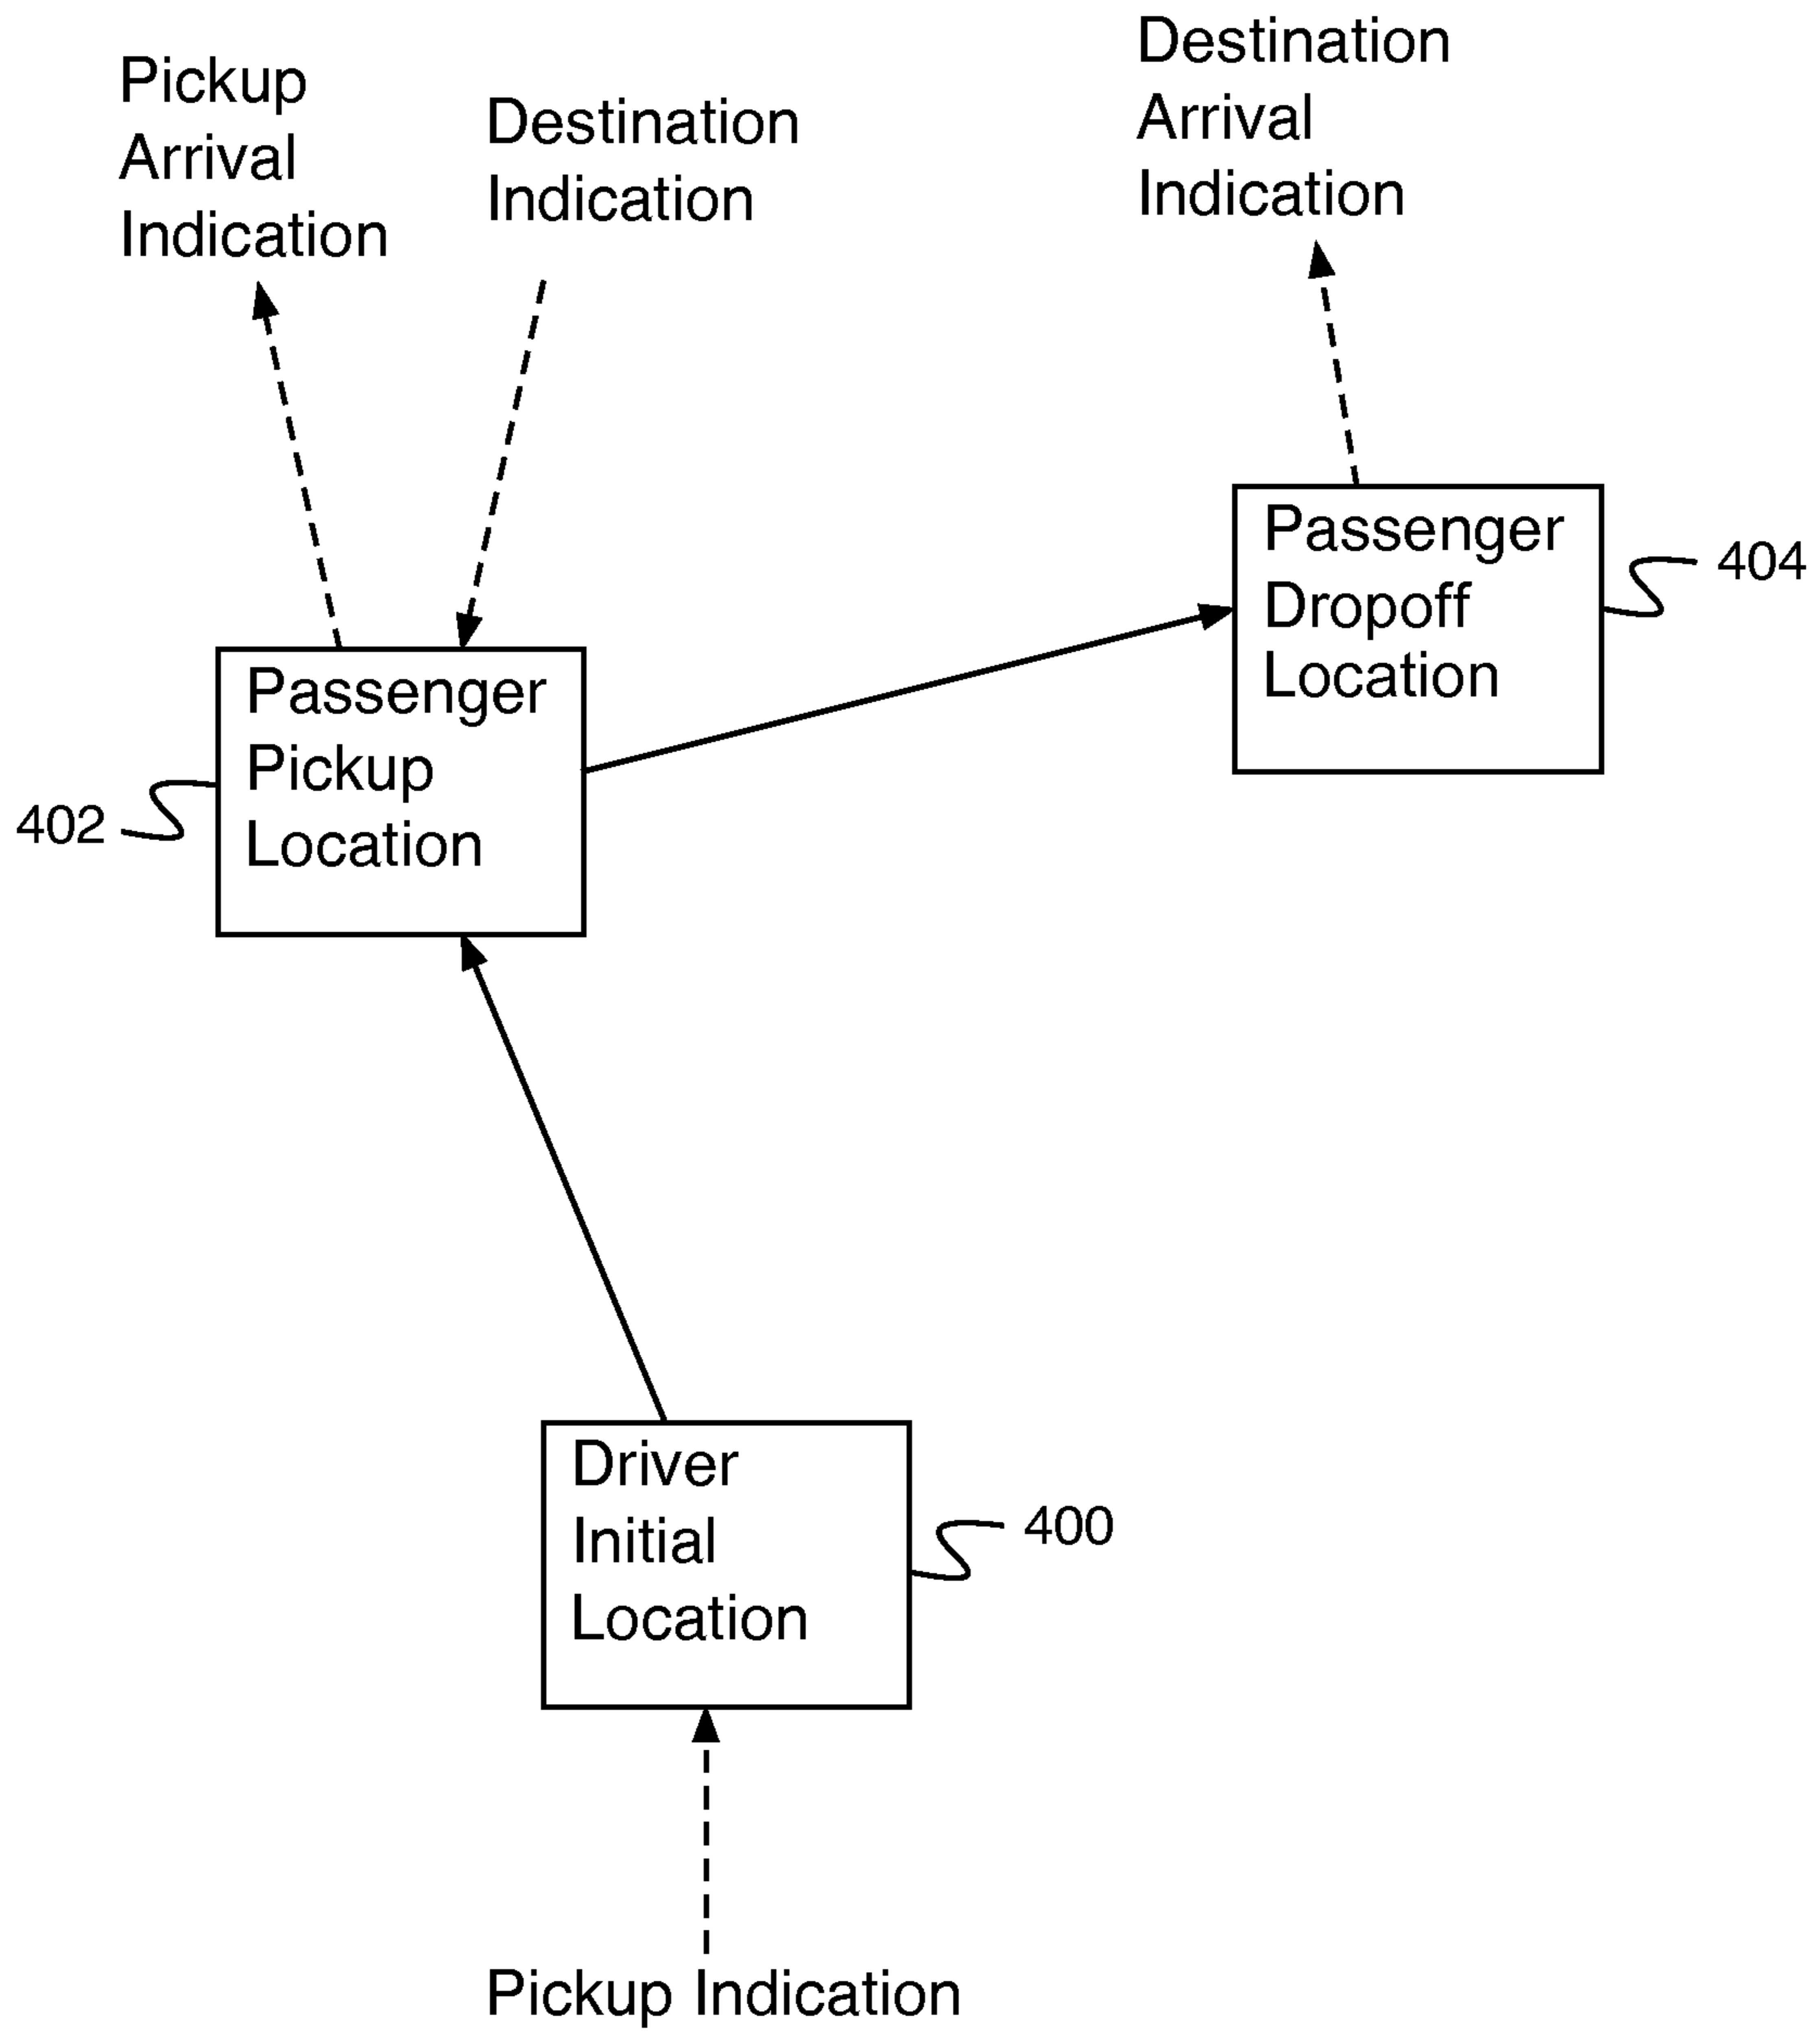 Pickup
Arrival
Indication
Destination
Indication
Destination
Arrival
Indication
Passenger
Pickup
Location
402
Passenger
Dropoff
Location
404
Driver
Initial
Location
400
Pickup Indication